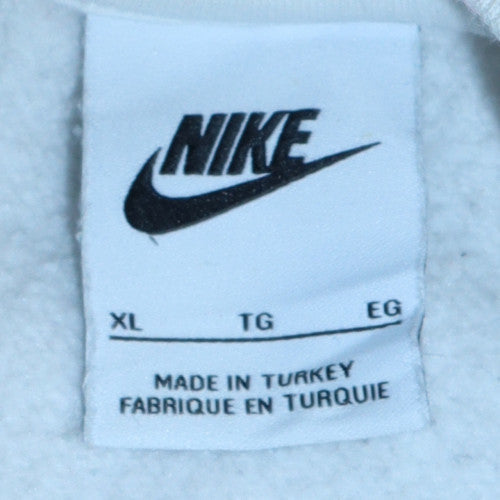 NIKE
XL TG EG
MADE IN TURKEY
FABRIQUE EN TURQUIE